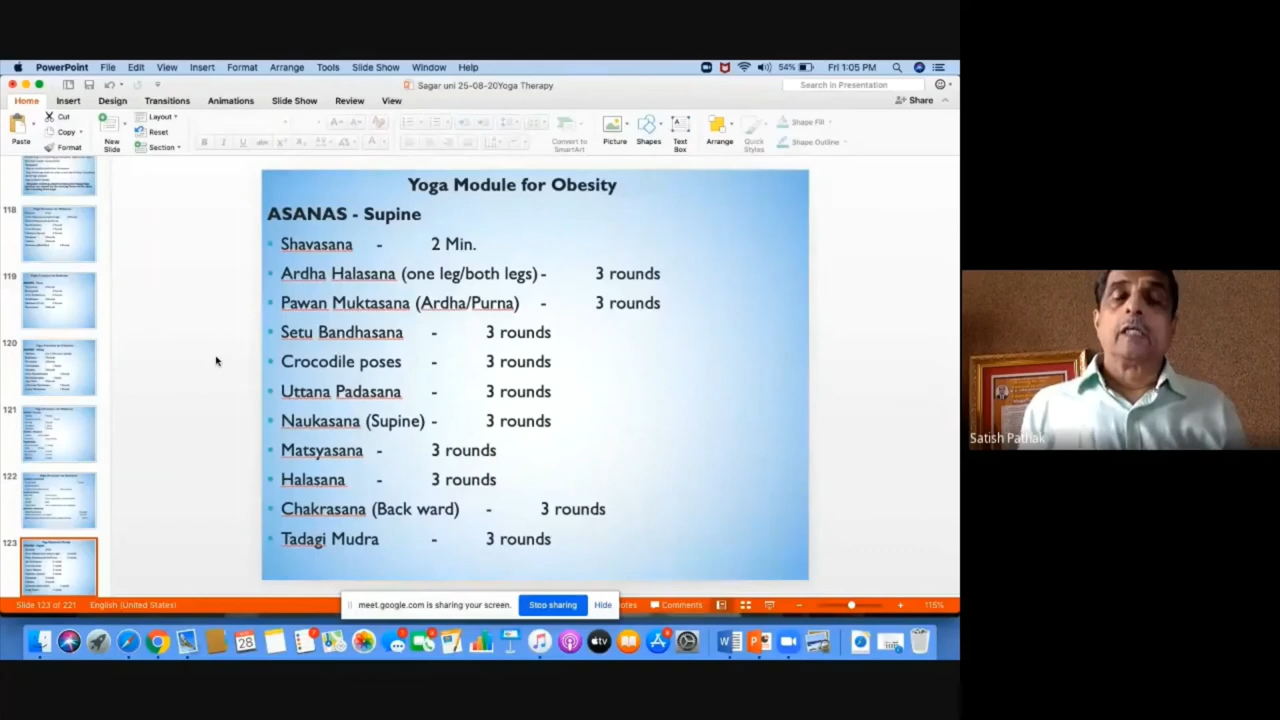 PowerPoint File Edit View Insert Format Arrange Tools Slide Show Window Help 54% Fri 1:05 PM
Sagar uni 25-08-20Yoga Therapy
Search in Presentation
Home Insert Design Transitions Animations Slide Show Review View
Share
Paste
Cut
Copy
Format
New Slide
Layout
Reset
Section
Convert to SmartArt
Picture
Shapes
Text Box
Arrange
Quick Styles
Shape Fill
Shape Outline
118
119
120
121
122
123
Yoga Module for Obesity
ASANAS - Supine
Shavasana - 2 Min.
Ardha Halasana (one leg/both legs) - 3 rounds
Pawan Muktasana (Ardha/Purna) - 3 rounds
Setu Bandhasana - 3 rounds
Crocodile poses - 3 rounds
Uttana Padasana - 3 rounds
Naukasana (Supine) - 3 rounds
Matsyasana - 3 rounds
Halasana - 3 rounds
Chakrasana (Back ward) - 3 rounds
Tadagi Mudra - 3 rounds
Satish Pathak
Slide 123 of 221 English (United States)
meet.google.com is sharing your screen. Stop sharing Hide
otes Comments 115%
28